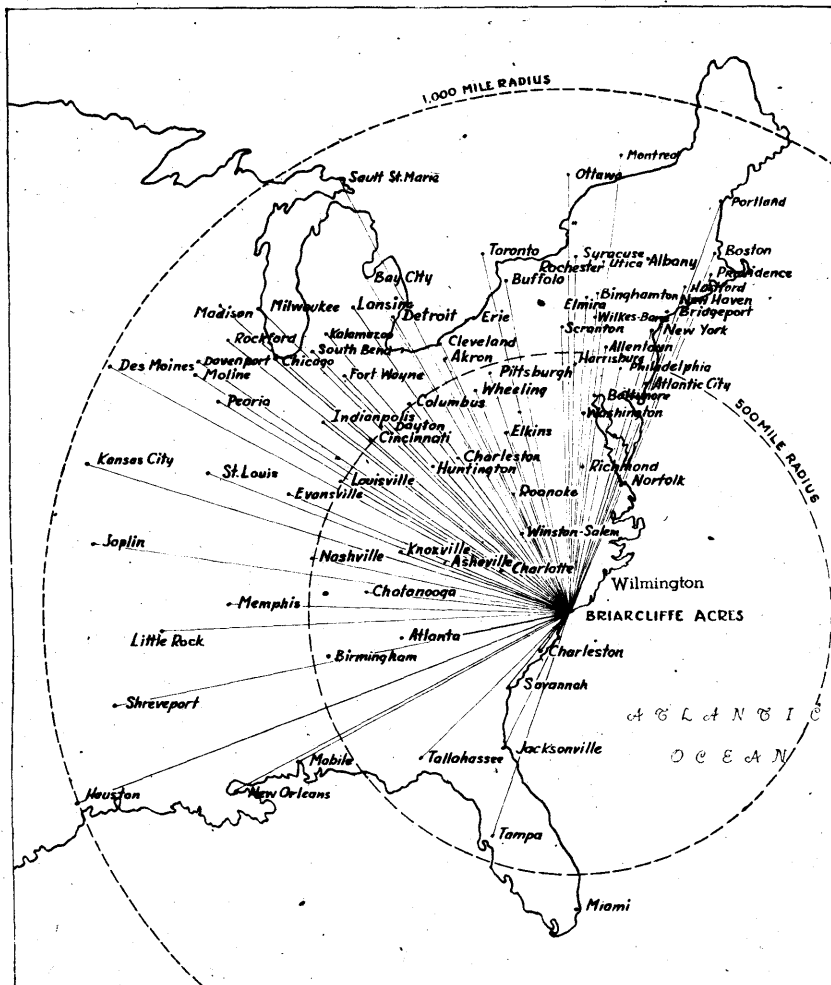 1,000 MILE RADIUS
Montreal
Ottawa
Sautt St. Marie
Portland
Toronto
Syracuse
Boston
Rochester
Utica
Albany
Bay City
Buffalo
Providence
Hartford
Madison
Milwaukee
Lansing
Binghamton
New Haven
Elmira
Detroit
Erie
Wilkes-Barre
Bridgeport
Scranton
New York
Rockford
Kalamazoo
Cleveland
South Bend
Allentown
Akron
Harrisburg
Davenport
Chicago
Des Moines
Philadelphia
Moline
Fort Wayne
Pittsburgh
Atlantic City
Wheeling
Peoria
Columbus
Baltimore
500 MILE RADIUS
Washington
Indianapolis
Dayton
Elkins
Cincinnati
Kansas City
Charleston
Huntington
Richmond
St. Louis
Louisville
Norfolk
Evansville
Roanoke
Winston-Salem
Joplin
Nashville
Knoxville
Asheville
Charlotte
Wilmington
Chatanooga
Memphis
BRIARCLIFFE ACRES
Little Rock
Atlanta
Birmingham
Charleston
Savannah
Shreveport
ATLANTIC
OCEAN
Jacksonville
Tallahassee
Mobile
Houston
New Orleans
Tampa
Miami